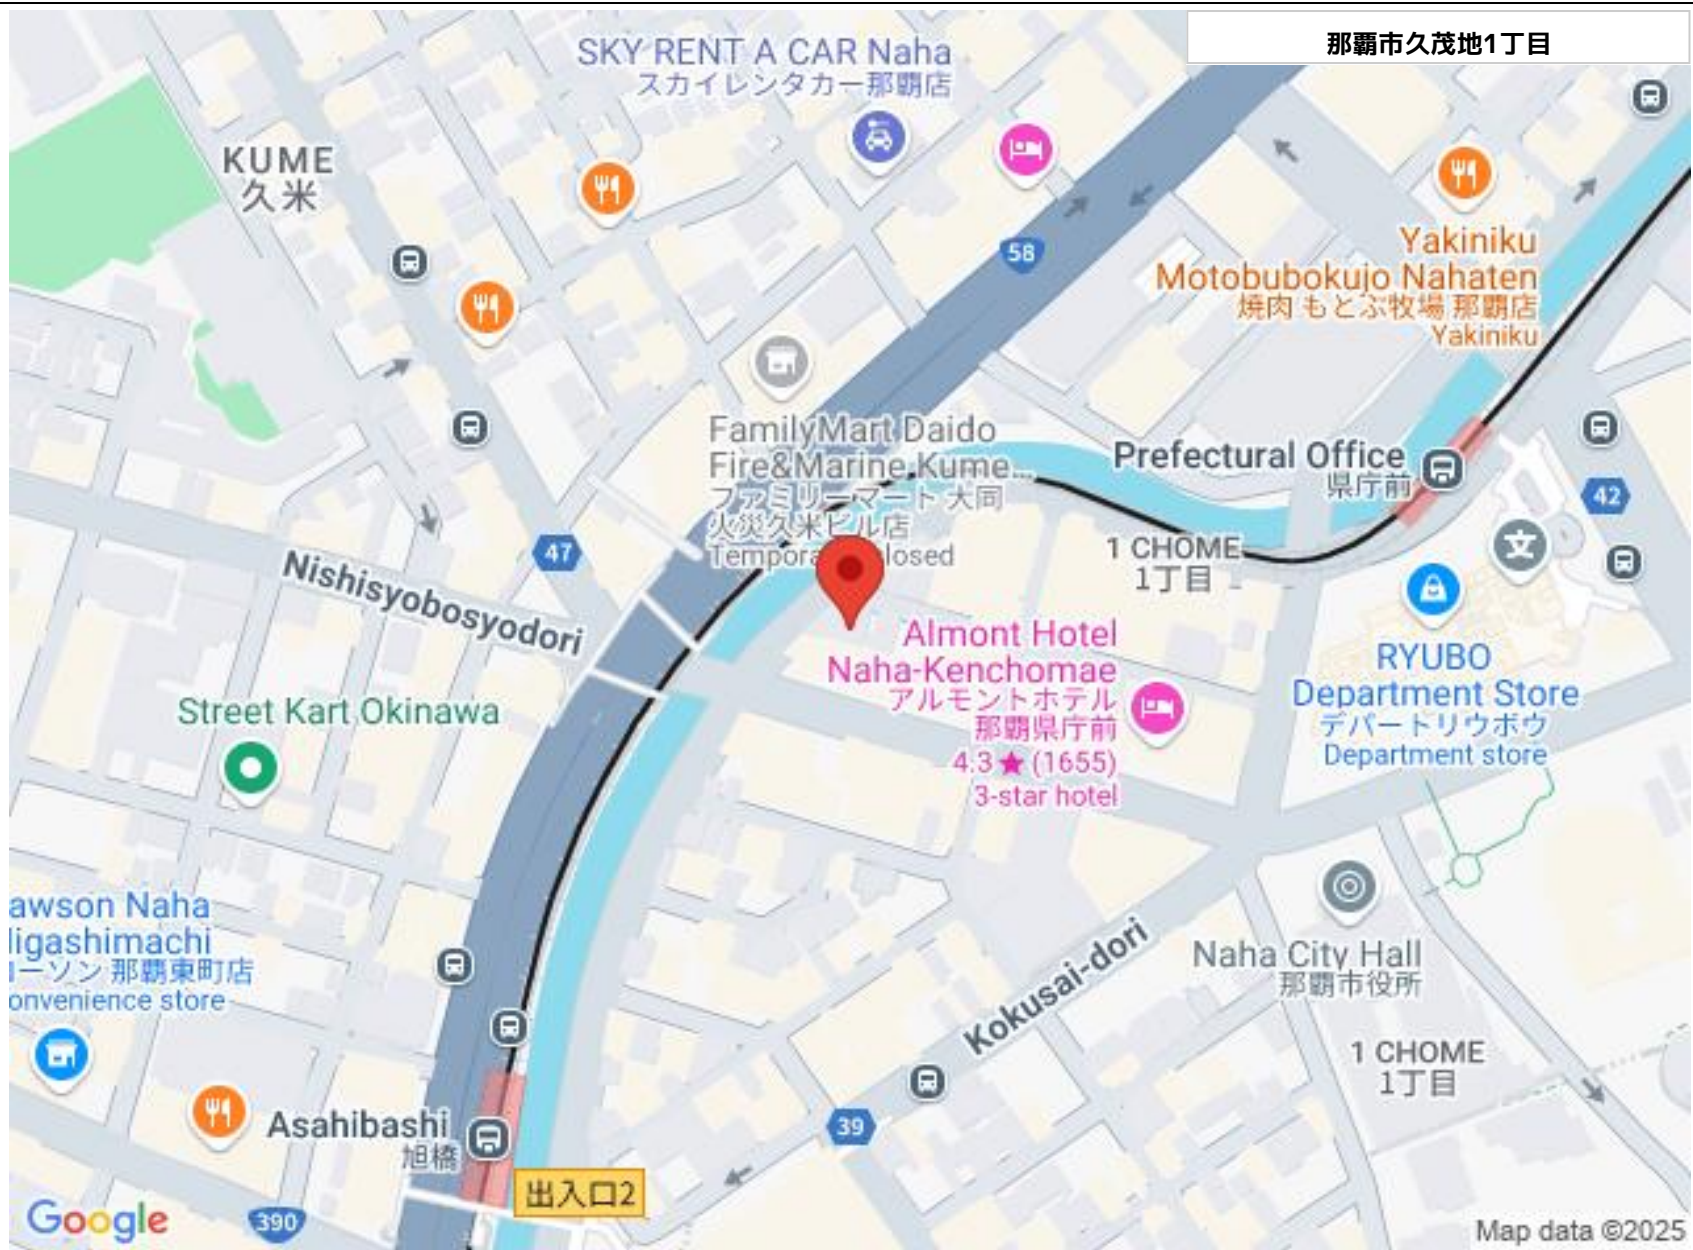 那覇市久茂地1丁目
SKY RENT A CAR Naha
スカイレンタカー那覇店
KUME
久米
58
Yakiniku
Motobubokujo Nahaten
焼肉 もとぶ牧場 那覇店
Yakiniku
FamilyMart Daido
Fire&Marine Kume...
ファミリーマート 大同
火災久米ビル店
closed
Prefectural Office
県庁前
42
47
1 CHOME
1丁目
Nishisyobosyodori
Almont Hotel
Naha-Kenchomae
アルモントホテル
那覇県庁前
4.3★(1655)
3-star hotel
RYUBO
Department Store
デパートリウボウ
Department store
Street Kart Okinawa
awson Naha
igashimachi
ーソン 那覇東町店
onvenience store
Naha City Hall
那覇市役所
Kokusai-dori
1 CHOME
1丁目
39
Asahibashi
旭橋
出入口2
390
Google
Map data ©2025